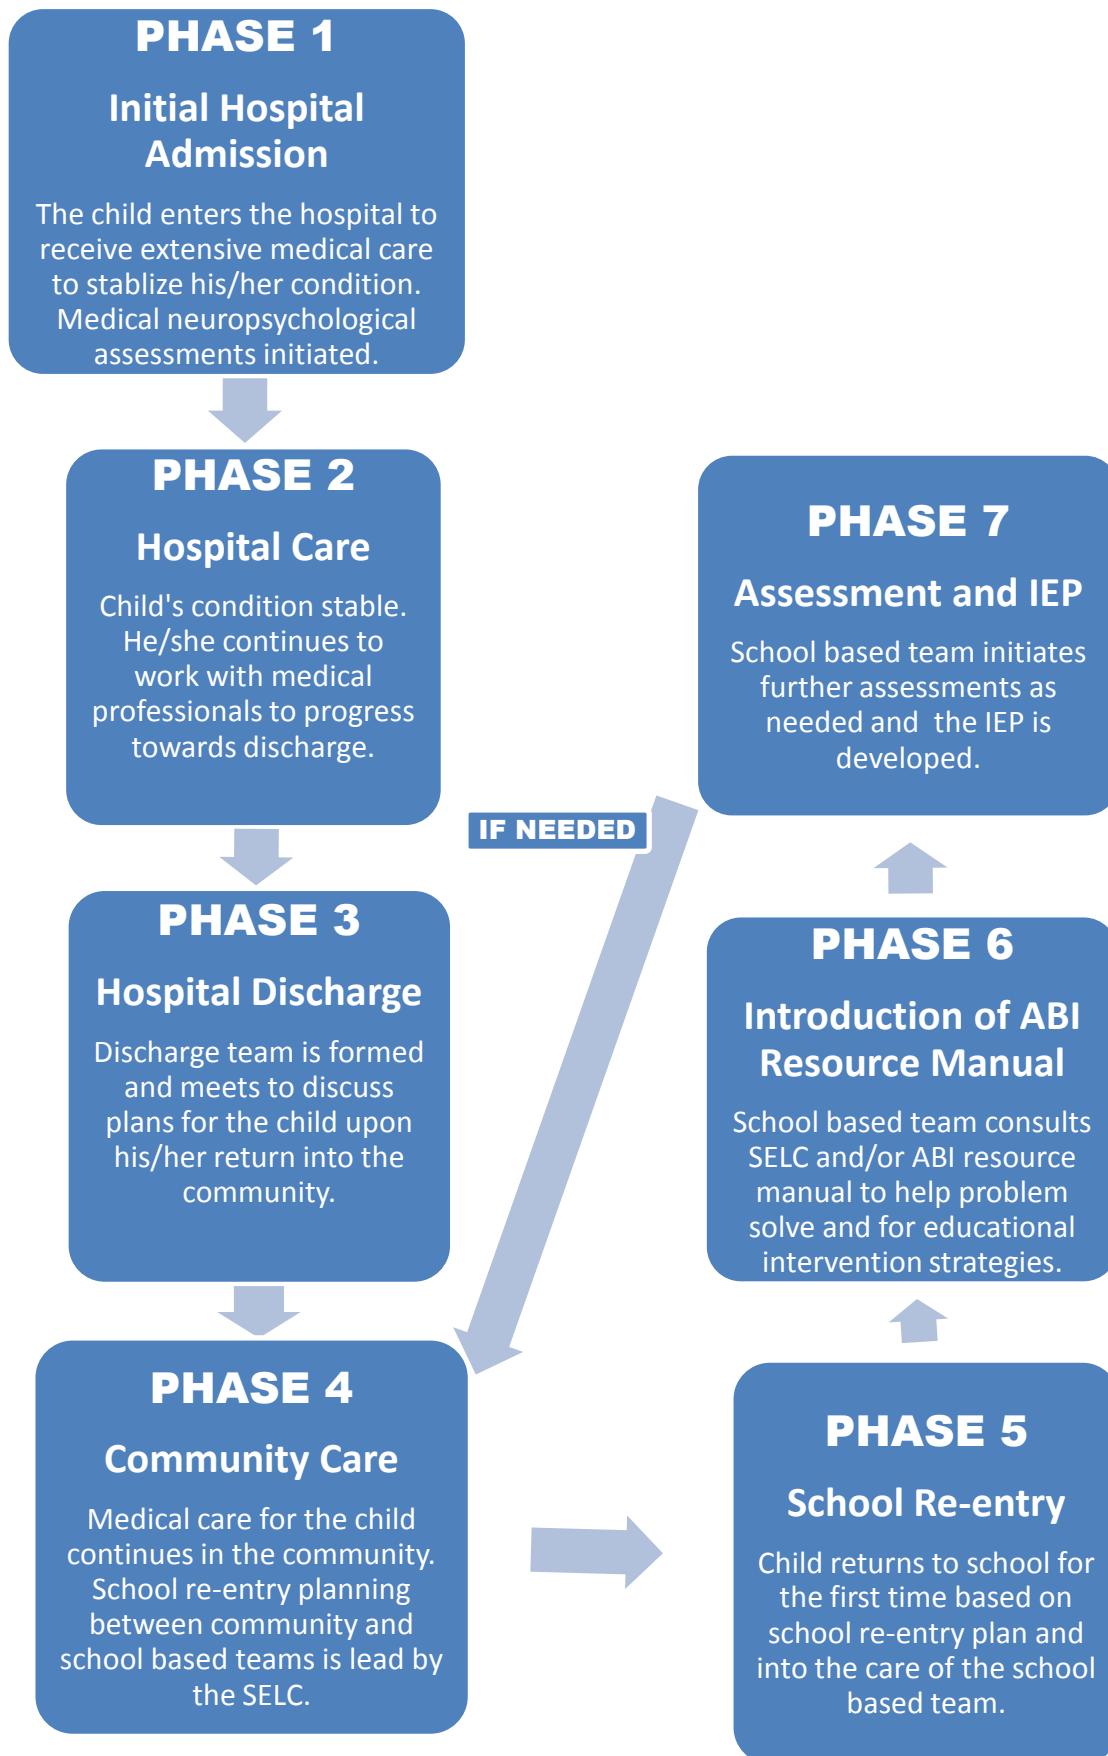 PHASE 1
Initial Hospital
Admission
The child enters the hospital to
receive extensive medical care
to stablize his/her condition.
Medical neuropsychological
assessments initiated.
PHASE 2
Hospital Care
Child's condition stable.
He/she continues to
work with medical
professionals to progress
towards discharge.
PHASE 3
Hospital Discharge
Discharge team is formed
and meets to discuss
plans for the child upon
his/her return into the
community.
PHASE 4
Community Care
Medical care for the child
continues in the community.
School re-entry planning
between community and
school based teams is lead by
the SELC.
PHASE 5
School Re-entry
Child returns to school for
the first time based on
school re-entry plan and
into the care of the school
based team.
PHASE 6
Introduction of ABI
Resource Manual
School based team consults
SELC and/or ABI resource
manual to help problem
solve and for educational
intervention strategies.
PHASE 7
Assessment and IEP
School based team initiates
further assessments as
needed and  the IEP is
developed.
IF NEEDED